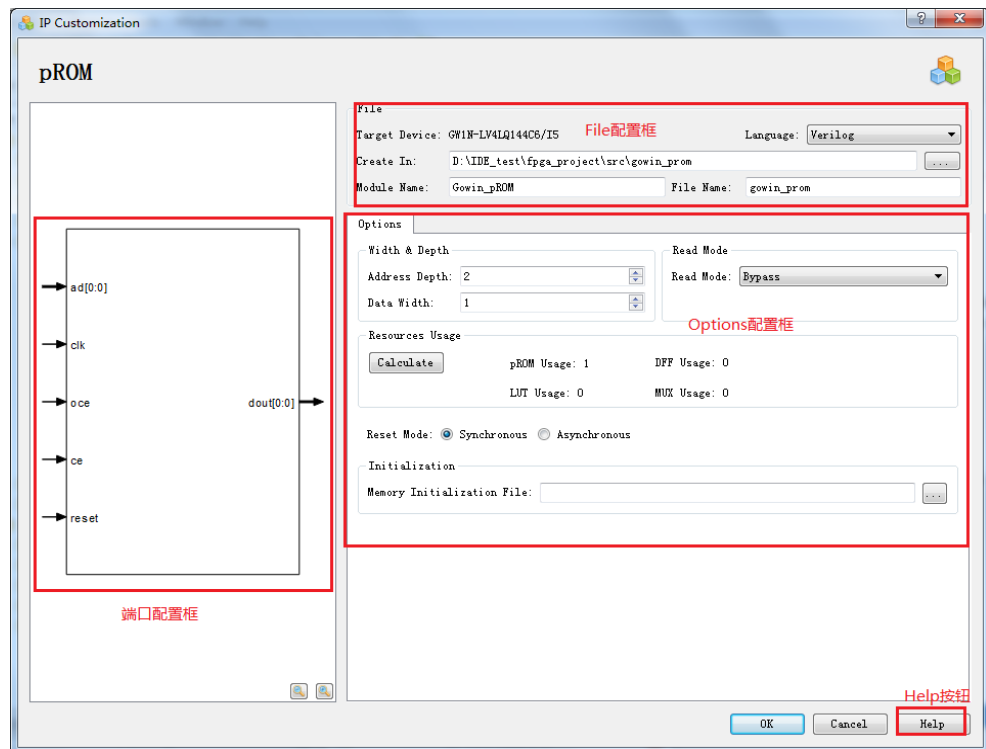 IP Customization
pROM
File
Target Device: GW1N-LV4LQ144C6/I5 File配置框 Language: Verilog
Create In: D:\IDE_test\fpga_project\src\gowin_prom ...
Module Name: Gowin_pROM File Name: gowin_prom
Options
Width & Depth Read Mode
Address Depth: 2 Read Mode: Bypass
Data Width: 1
Options配置框
Resources Usage
Calculate pROM Usage: 1 DFF Usage: 0
LUT Usage: 0 MUX Usage: 0
Reset Mode: Synchronous Asynchronous
Initialization
Memory Initialization File: ...
ad[0:0]
clk
oce dout[0:0]
ce
reset
端口配置框
Help按钮
OK Cancel Help